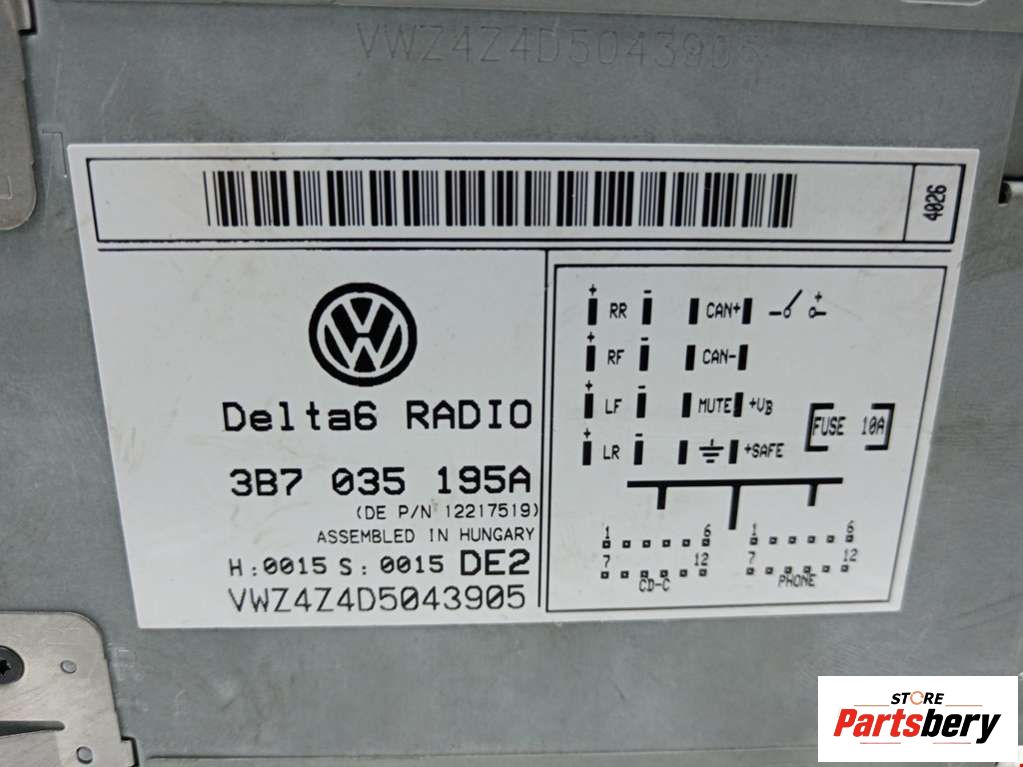 VWZ4Z4D5043905
4026
VW
Delta6 RADIO
3B7 035 195A
(DE P/N 12217519)
ASSEMBLED IN HUNGARY
H:0015 S:0015 DE2
VWZ4Z4D5043905
+ RR - CAN+ +
+ RF - CAN-
+ LF - MUTE +VB
+ LR - +SAFE
FUSE 10A
1 6 1 6
7 12 7 12
CD-C PHONE
STORE
Partsbery